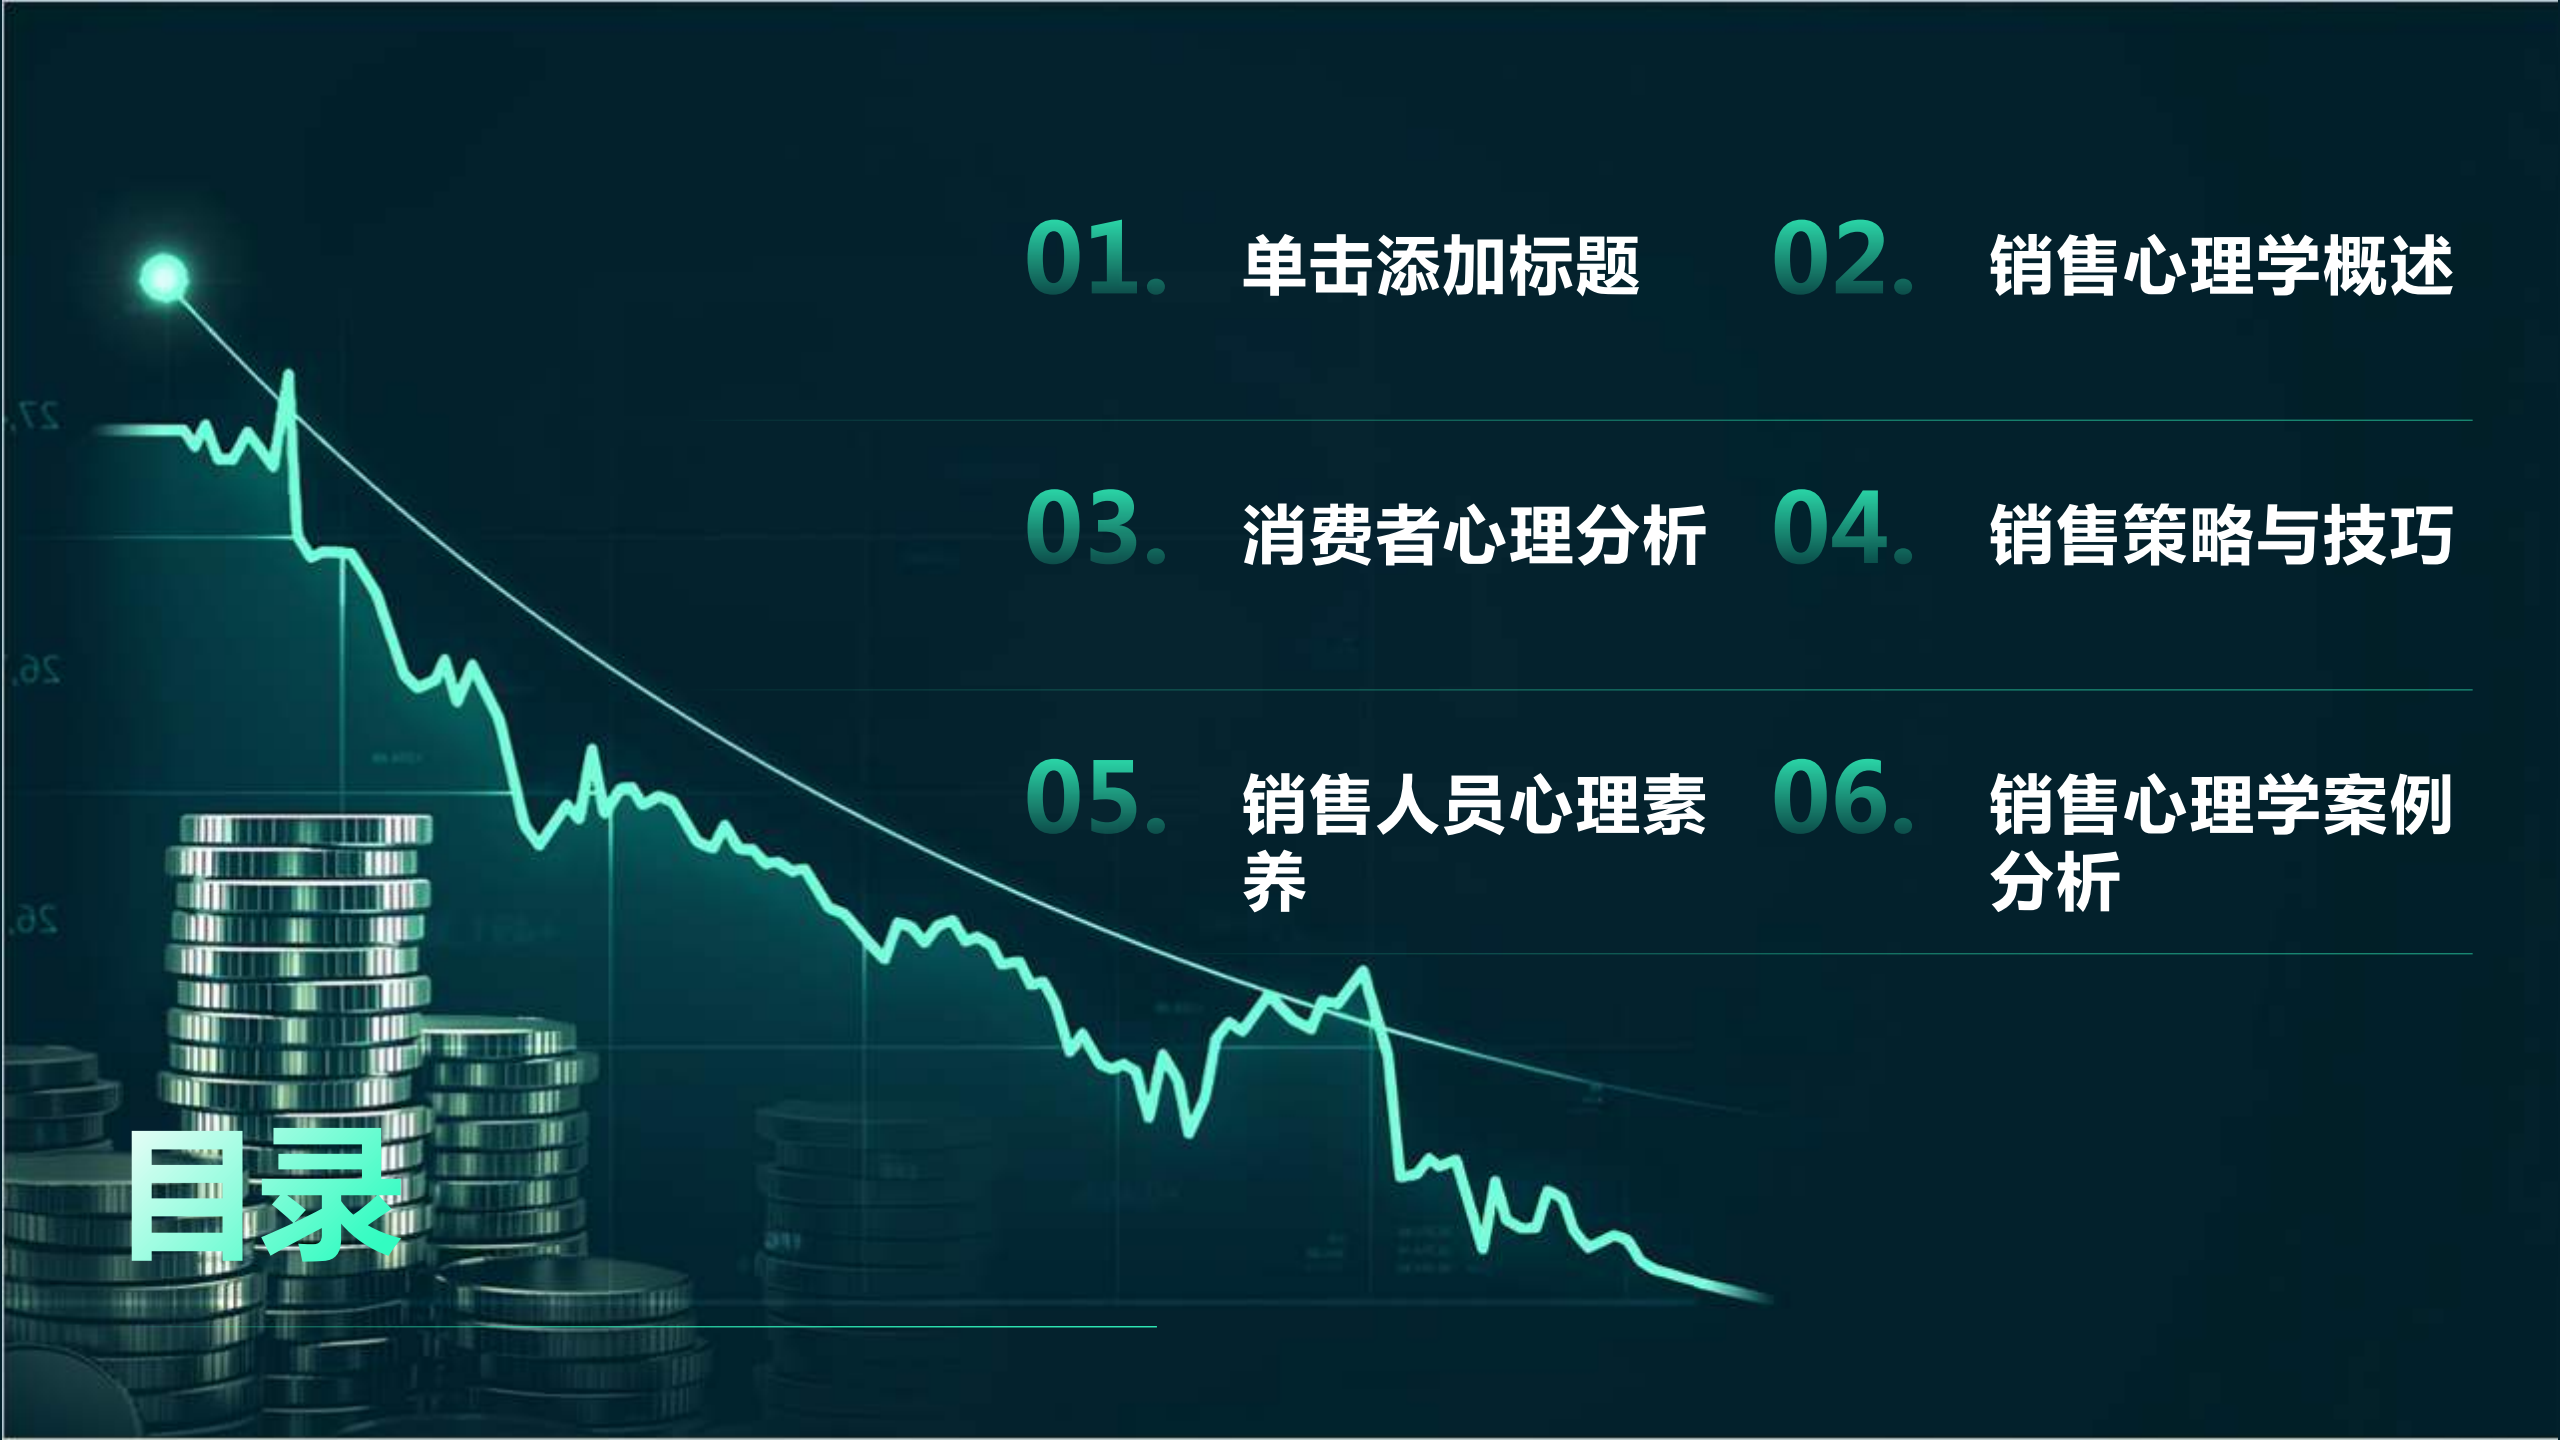 01. 单击添加标题
02. 销售心理学概述
03. 消费者心理分析
04. 销售策略与技巧
05. 销售人员心理素
养
06. 销售心理学案例
分析
目录